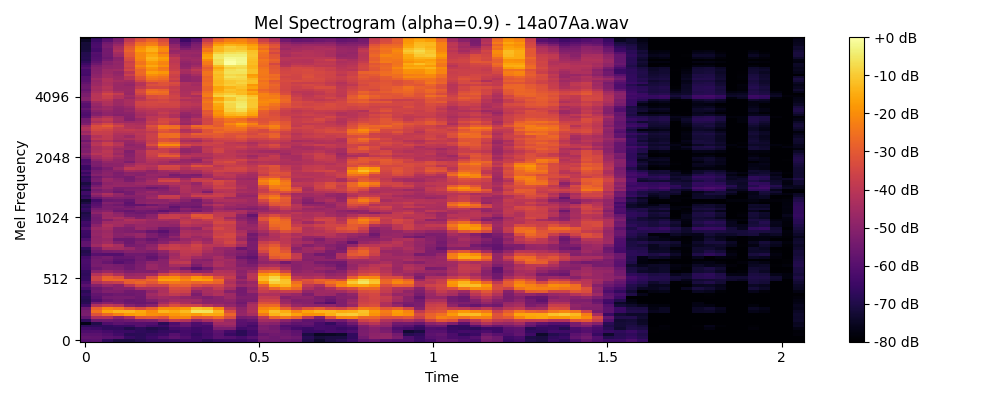 Mel Spectrogram (alpha=0.9) - 14a07Aa.wav
Mel Frequency
4096
2048
1024
512
0
0
0.5
1
1.5
2
Time
+0 dB
-10 dB
-20 dB
-30 dB
-40 dB
-50 dB
-60 dB
-70 dB
-80 dB